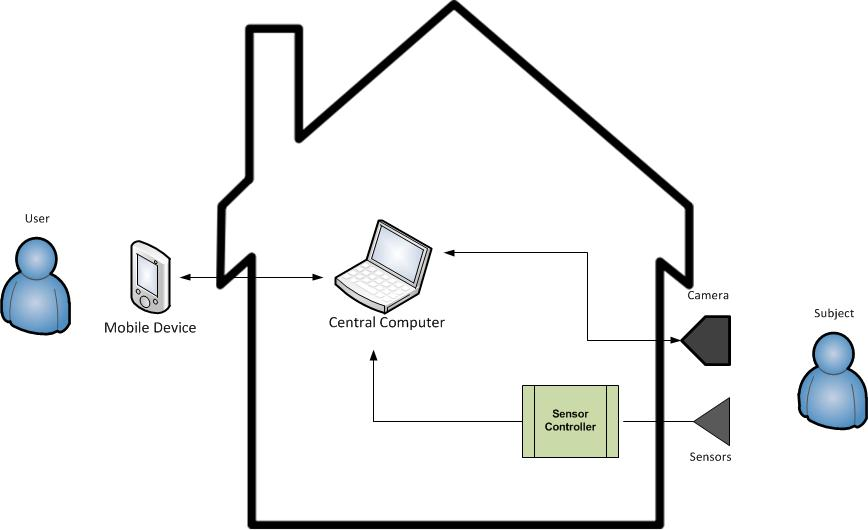 User
Mobile Device
Central Computer
Camera
Subject
Sensor
Controller
Sensors